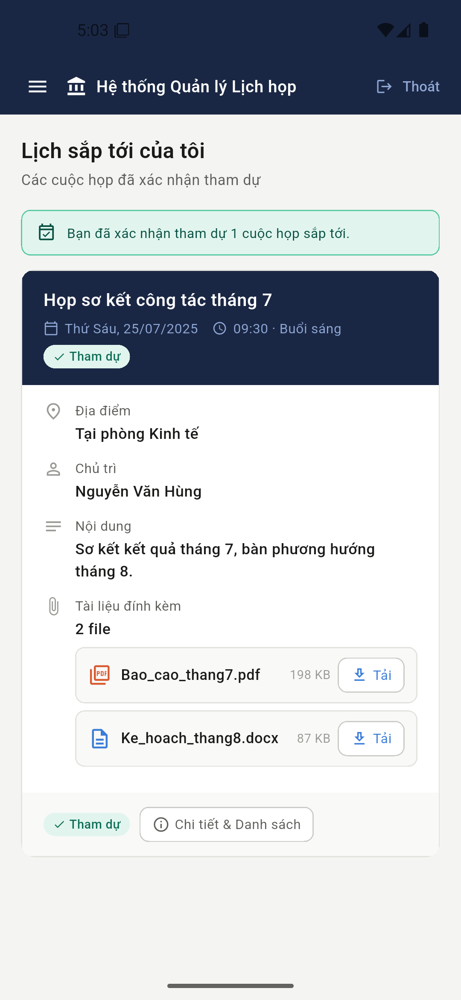 5:03
Hệ thống Quản lý Lịch họp
Thoát
Lịch sắp tới của tôi
Các cuộc họp đã xác nhận tham dự
Bạn đã xác nhận tham dự 1 cuộc họp sắp tới.
Họp sơ kết công tác tháng 7
Thứ Sáu, 25/07/2025 09:30 · Buổi sáng
Tham dự
Địa điểm
Tại phòng Kinh tế
Chủ trì
Nguyễn Văn Hùng
Nội dung
Sơ kết kết quả tháng 7, bàn phương hướng
tháng 8.
Tài liệu đính kèm
2 file
PDF Bao_cao_thang7.pdf 198 KB Tải
Ke_hoach_thang8.docx 87 KB Tải
Tham dự Chi tiết & Danh sách